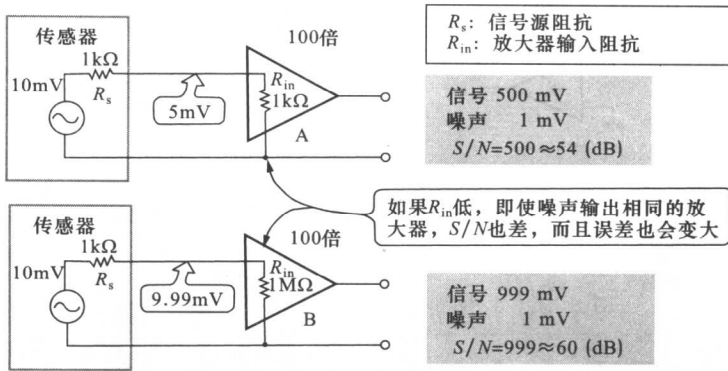 传感器
1kΩ
10mV
Rs
5mV
100倍
Rin
1kΩ
A
Rs: 信号源阻抗
Rin: 放大器输入阻抗
信号 500 mV
噪声 1 mV
S/N=500≈54 (dB)
如果Rin低，即使噪声输出相同的放
大器，S/N也差，而且误差也会变大
传感器
1kΩ
10mV
Rs
9.99mV
100倍
Rin
1MΩ
B
信号 999 mV
噪声 1 mV
S/N=999≈60 (dB)